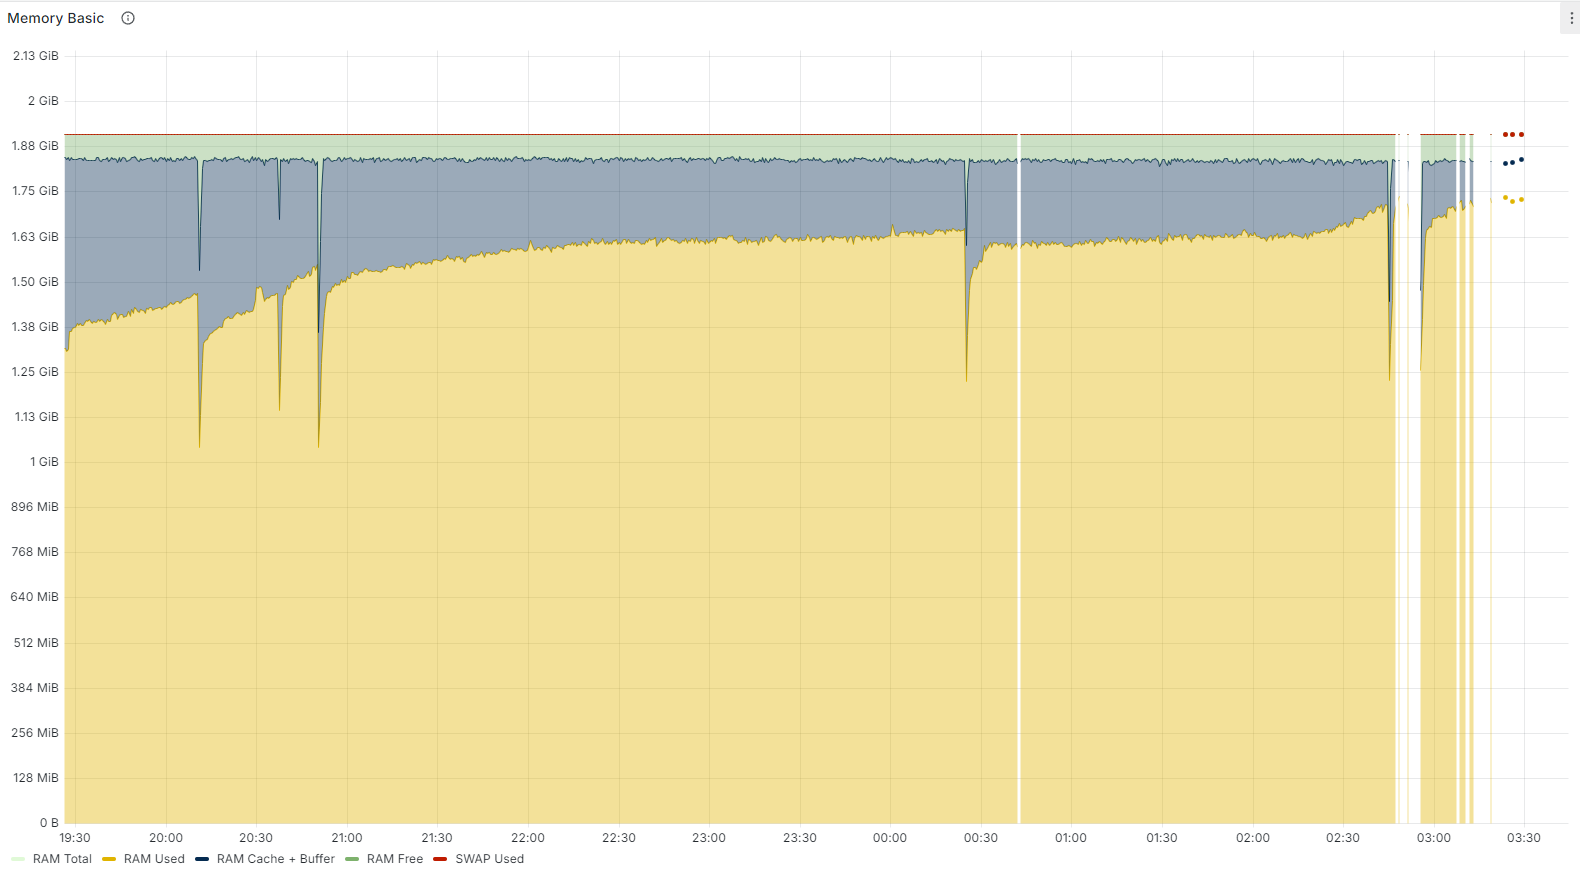 Memory Basic
2.13 GiB
2 GiB
1.88 GiB
1.75 GiB
1.63 GiB
1.50 GiB
1.38 GiB
1.25 GiB
1.13 GiB
1 GiB
896 MiB
768 MiB
640 MiB
512 MiB
384 MiB
256 MiB
128 MiB
0 B
19:30 20:00 20:30 21:00 21:30 22:00 22:30 23:00 23:30 00:00 00:30 01:00 01:30 02:00 02:30 03:00 03:30
RAM Total RAM Used RAM Cache + Buffer RAM Free SWAP Used